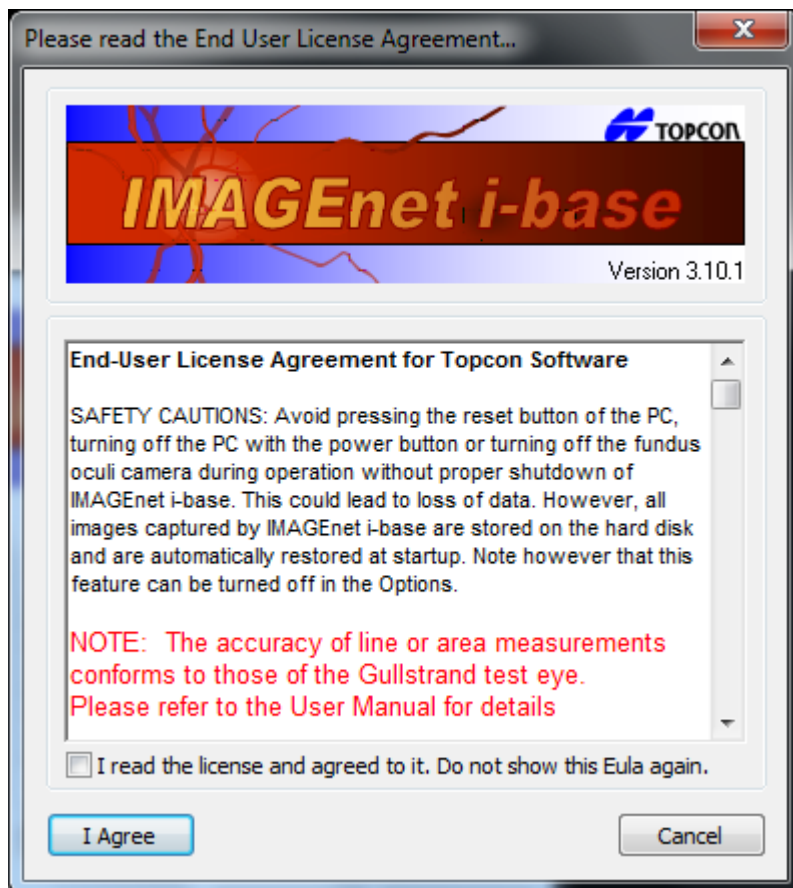 Please read the End User License Agreement...
TOPCON
IMAGEnet i-base
Version 3.10.1
End-User License Agreement for Topcon Software
SAFETY CAUTIONS: Avoid pressing the reset button of the PC,
turning off the PC with the power button or turning off the fundus
oculi camera during operation without proper shutdown of
IMAGEnet i-base. This could lead to loss of data. However, all
images captured by IMAGEnet i-base are stored on the hard disk
and are automatically restored at startup. Note however that this
feature can be turned off in the Options.
NOTE: The accuracy of line or area measurements
conforms to those of the Gullstrand test eye.
Please refer to the User Manual for details
I read the license and agreed to it. Do not show this Eula again.
I Agree
Cancel